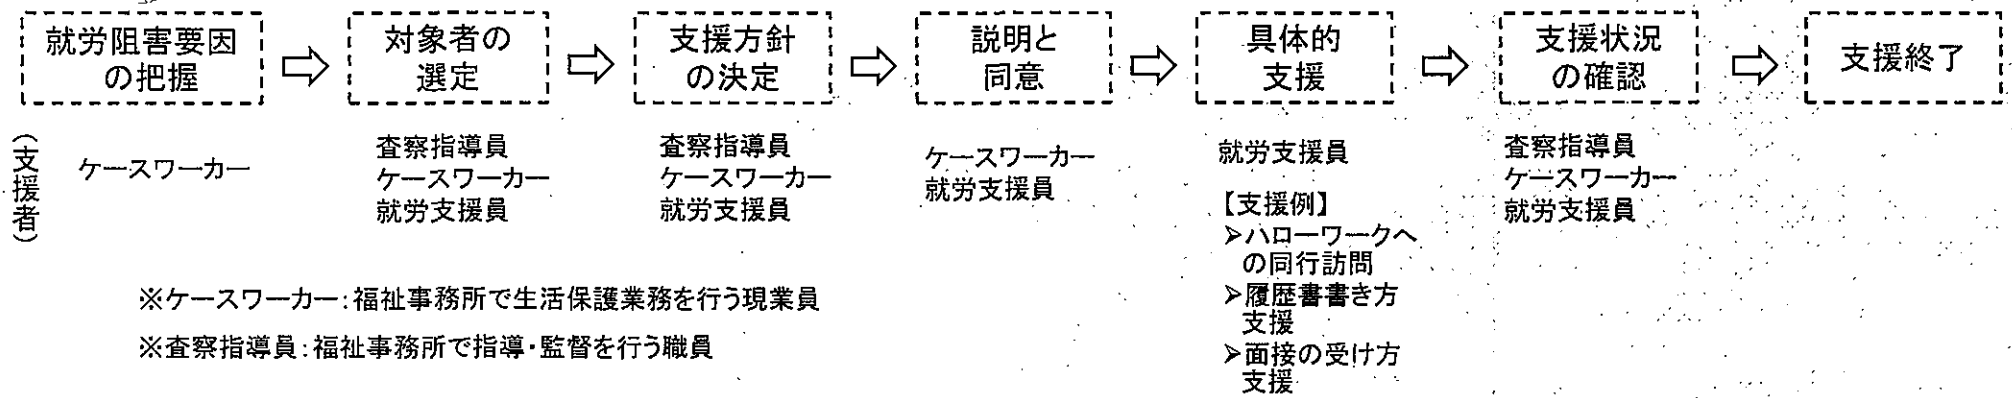 就労阻害要因
の把握
対象者の
選定
支援方針
の決定
説明と
同意
具体的
支援
支援状況
の確認
支援終了
(支援者)
ケースワーカー
査察指導員
ケースワーカー
就労支援員
査察指導員
ケースワーカー
就労支援員
ケースワーカー
就労支援員
就労支援員
【支援例】
➢ハローワークへ
の同行訪問
➢履歴書書き方
支援
➢面接の受け方
支援
査察指導員
ケースワーカー
就労支援員
※ケースワーカー:福祉事務所で生活保護業務を行う現業員
※査察指導員:福祉事務所で指導・監督を行う職員